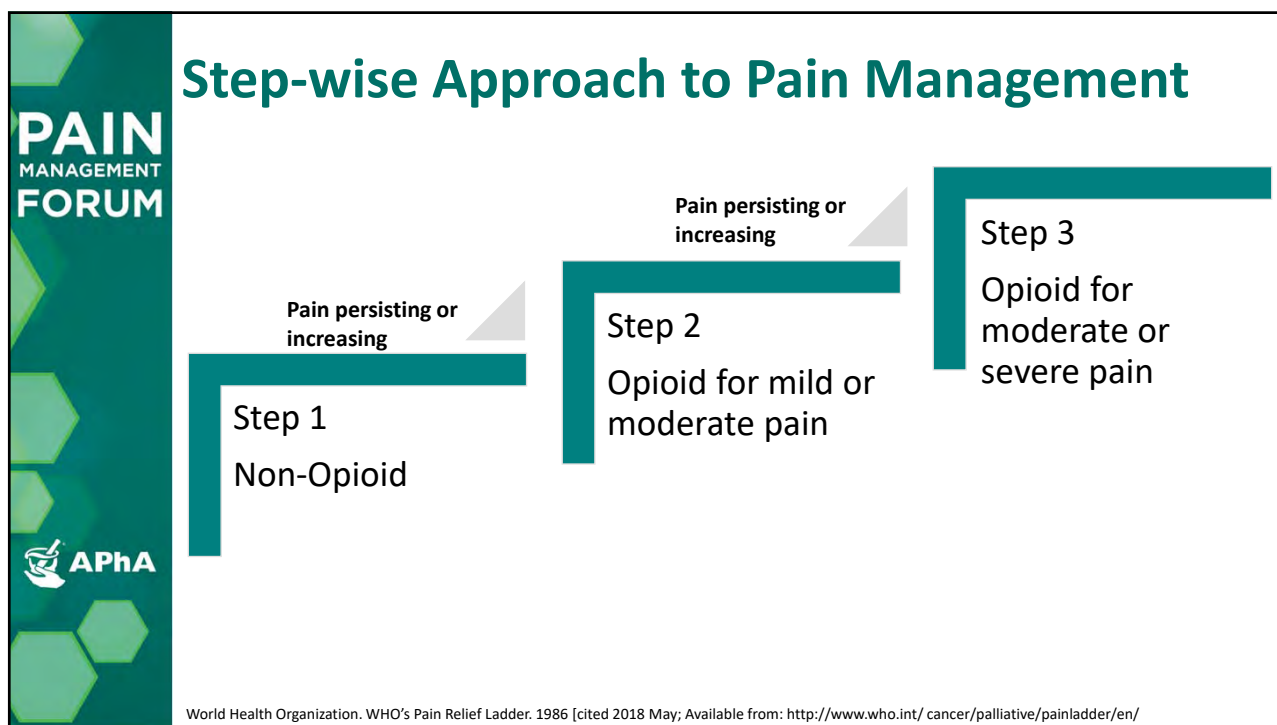 Step-wise Approach to Pain Management
PAIN
MANAGEMENT
FORUM
APhA
Pain persisting or
increasing
Step 1
Non-Opioid
Pain persisting or
increasing
Step 2
Opioid for mild or
moderate pain
Step 3
Opioid for
moderate or
severe pain
World Health Organization. WHO's Pain Relief Ladder. 1986 [cited 2018 May; Available from: http://www.who.int/ cancer/palliative/painladder/en/